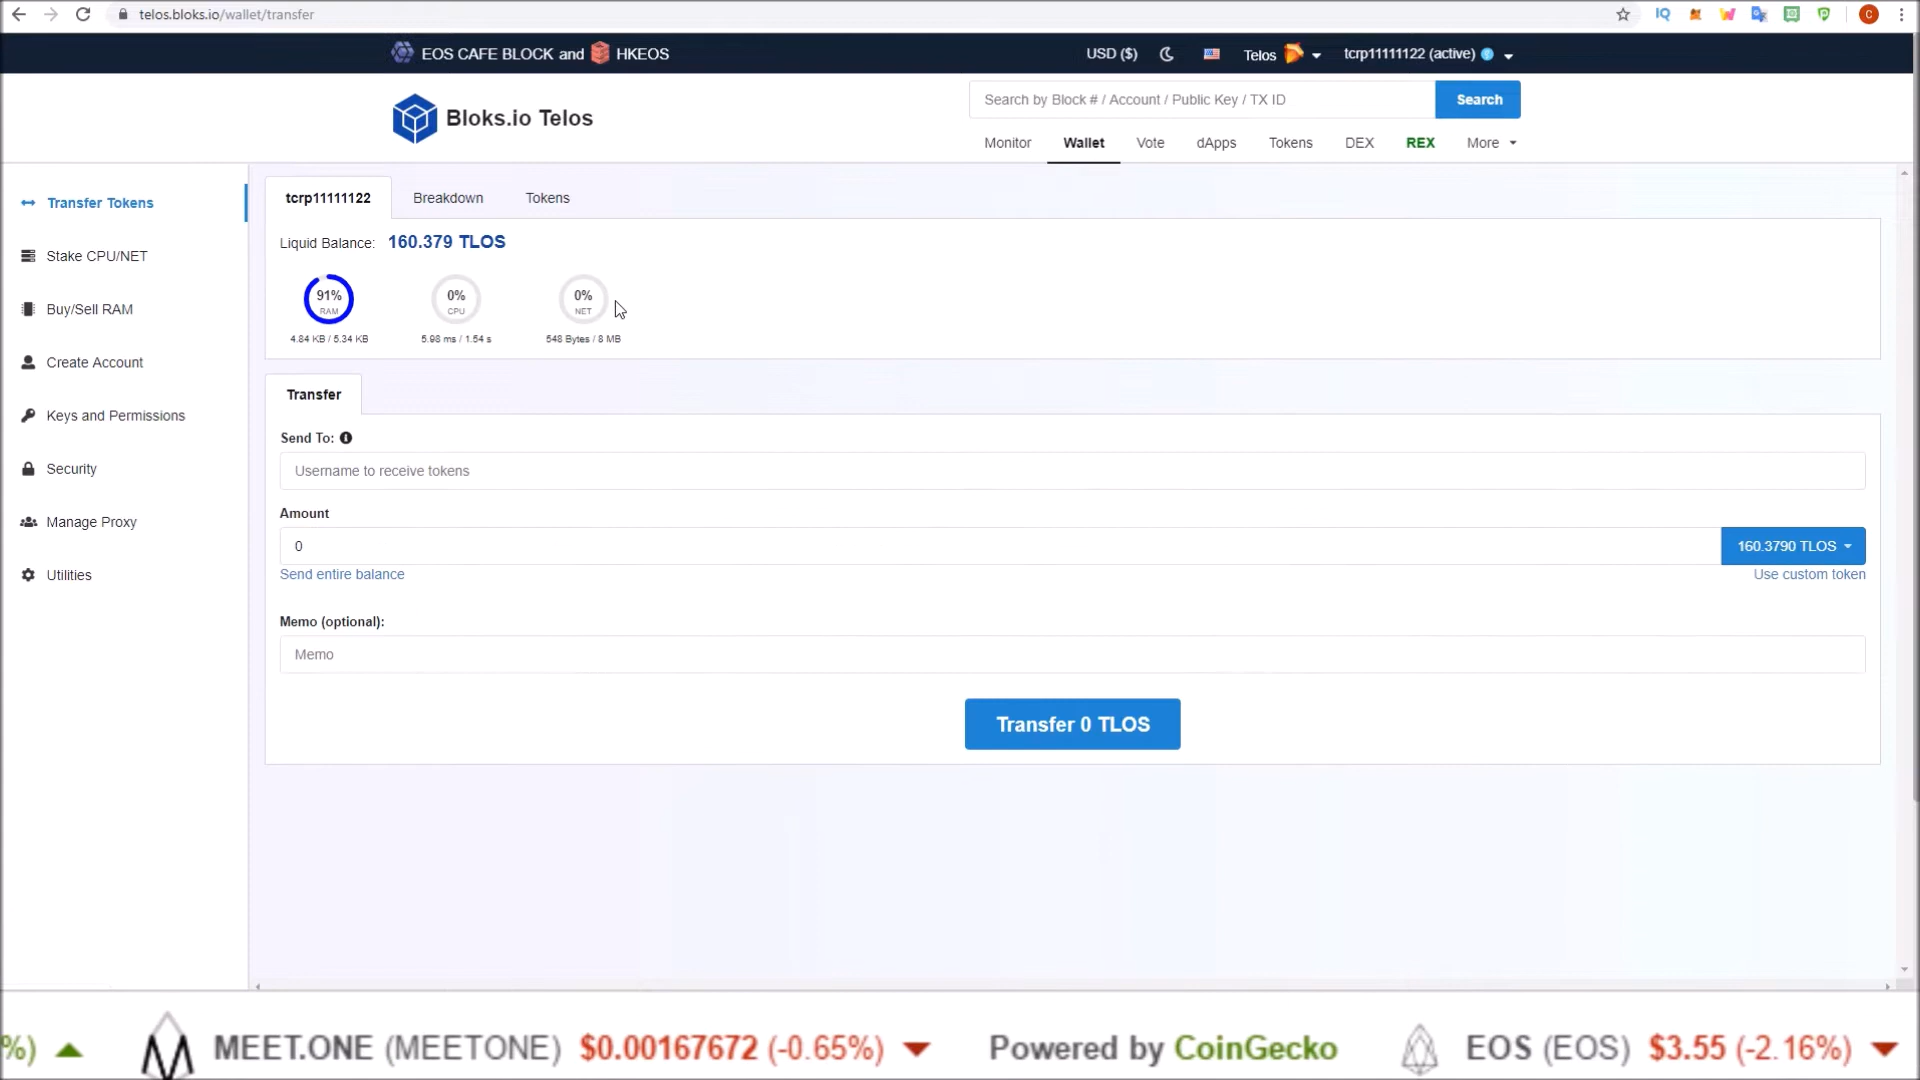 telos.bloks.io/wallet/transfer
EOS CAFE BLOCK and HKEOS
USD ($)
Telos
tcrp11111122 (active)
Bloks.io Telos
Search by Block # / Account / Public Key / TX ID
Search
Monitor Wallet Vote dApps Tokens DEX REX More
Transfer Tokens
Stake CPU/NET
Buy/Sell RAM
Create Account
Keys and Permissions
Security
Manage Proxy
Utilities
tcrp11111122 Breakdown Tokens
Liquid Balance: 160.379 TLOS
91% 0% 0%
RAM CPU NET
4.84 KB / 5.34 KB 5.98 ms / 1.54 s 548 Bytes / 8 MB
Transfer
Send To:
Username to receive tokens
Amount
0 160.3790 TLOS
Send entire balance Use custom token
Memo (optional):
Memo
Transfer 0 TLOS
%) MEET.ONE (MEETONE) $0.00167672 (-0.65%) Powered by CoinGecko EOS (EOS) $3.55 (-2.16%)